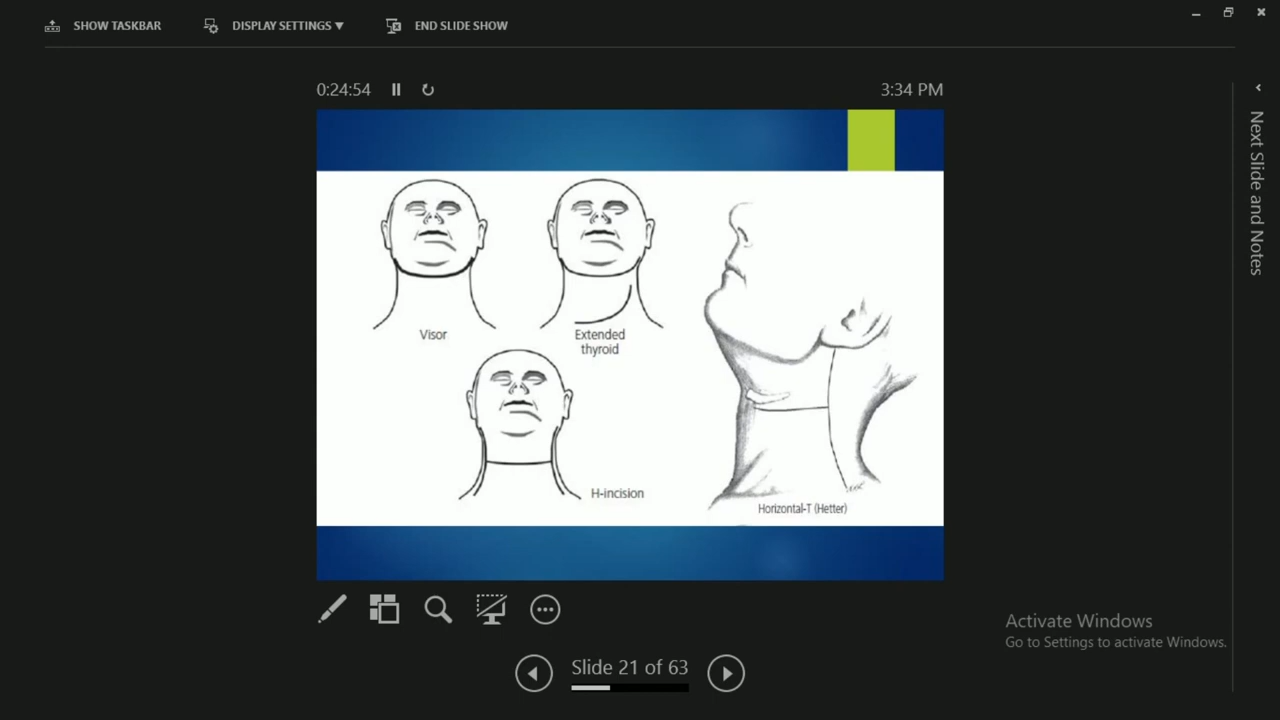 SHOW TASKBAR
DISPLAY SETTINGS ▼
END SLIDE SHOW
0:24:54
3:34 PM
Next Slide and Notes
Visor
Extended
thyroid
H-incision
Horizontal-T (Hetter)
Activate Windows
Go to Settings to activate Windows.
Slide 21 of 63